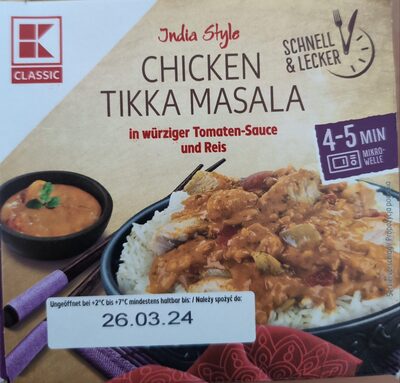 K
CLASSIC
India Style
CHICKEN
TIKKA MASALA
in würziger Tomaten-Sauce
und Reis
SCHNELL
& LECKER
4-5 MIN
MIKRO-
WELLE
Ungeöffnet bei +2°C bis +7°C mindestens haltbar bis: / Należy spożyć do:
26.03.24